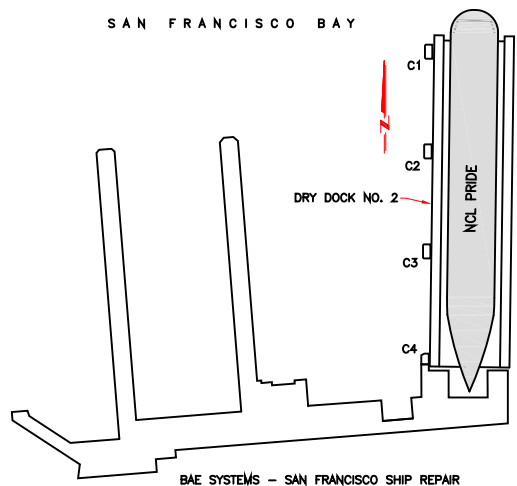 SAN FRANCISCO BAY
C1
N
C2
DRY DOCK NO. 2
NCL PRIDE
C3
C4
BAE SYSTEMS - SAN FRANCISCO SHIP REPAIR